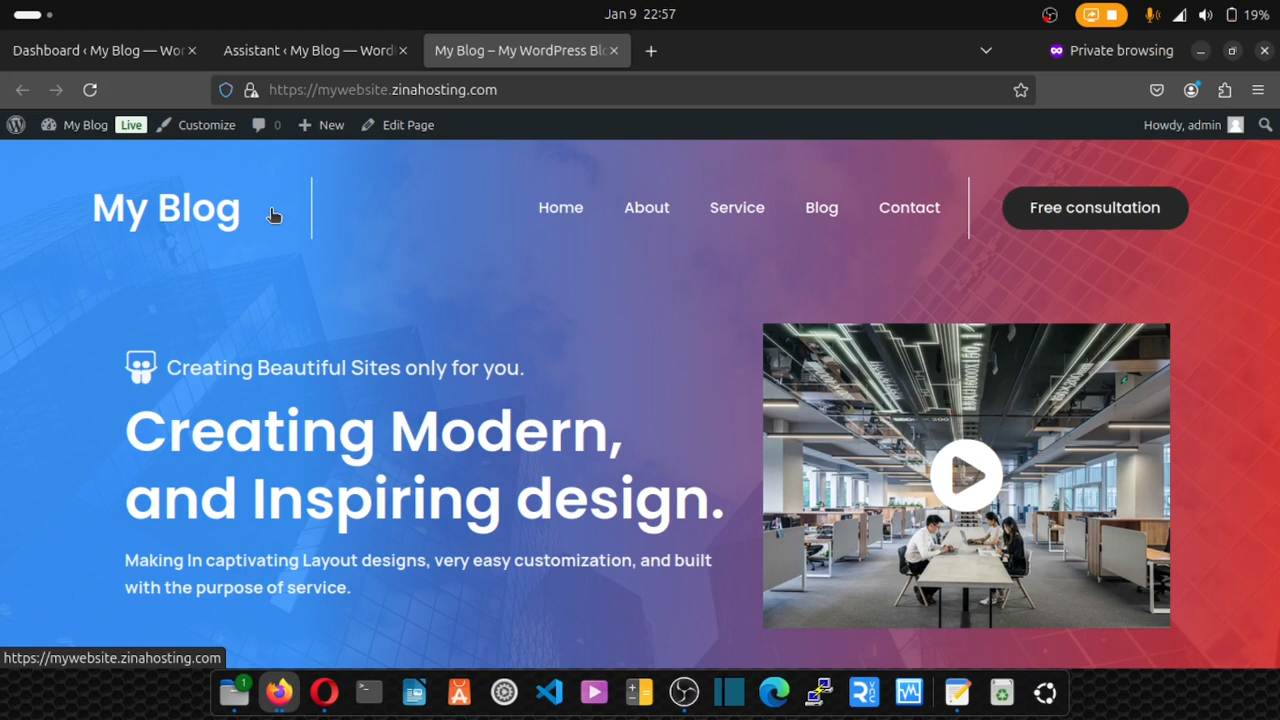 Jan 9 22:57
19%
Dashboard ‹ My Blog — Wor
Assistant ‹ My Blog — Word
My Blog – My WordPress Blo
Private browsing
https://mywebsite.zinahosting.com
My Blog
Live
Customize
0
New
Edit Page
Howdy, admin
My Blog
Home
About
Service
Blog
Contact
Free consultation
Creating Beautiful Sites only for you.
Creating Modern,
and Inspiring design.
Making In captivating Layout designs, very easy customization, and built
with the purpose of service.
https://mywebsite.zinahosting.com
1